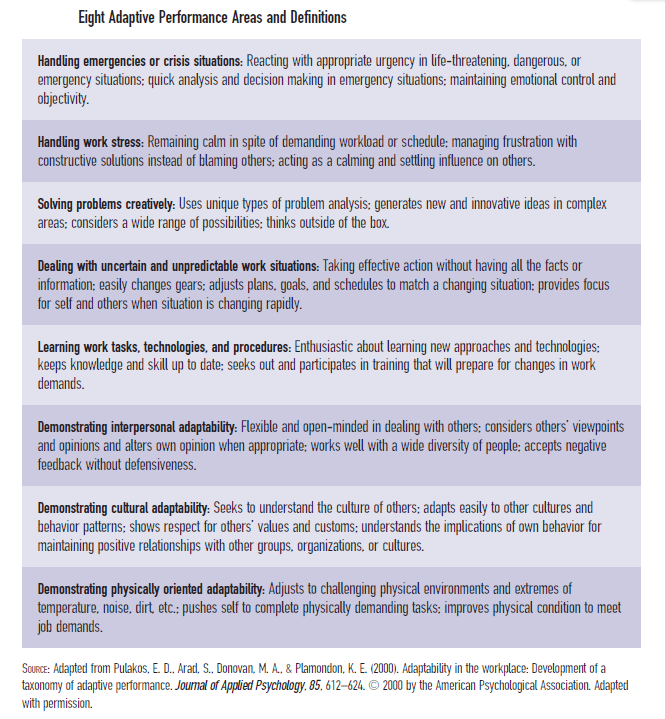 Eight Adaptive Performance Areas and Definitions
Handling emergencies or crisis situations: Reacting with appropriate urgency in life-threatening, dangerous, or
emergency situations; quick analysis and decision making in emergency situations; maintaining emotional control and
objectivity.
Handling work stress: Remaining calm in spite of demanding workload or schedule; managing frustration with
constructive solutions instead of blaming others; acting as a calming and settling influence on others.
Solving problems creatively: Uses unique types of problem analysis; generates new and innovative ideas in complex
areas; considers a wide range of possibilities; thinks outside of the box.
Dealing with uncertain and unpredictable work situations: Taking effective action without having all the facts or
information; easily changes gears; adjusts plans, goals, and schedules to match a changing situation; provides focus
for self and others when situation is changing rapidly.
Learning work tasks, technologies, and procedures: Enthusiastic about learning new approaches and technologies;
keeps knowledge and skill up to date; seeks out and participates in training that will prepare for changes in work
demands.
Demonstrating interpersonal adaptability: Flexible and open-minded in dealing with others; considers others' viewpoints
and opinions and alters own opinion when appropriate; works well with a wide diversity of people; accepts negative
feedback without defensiveness.
Demonstrating cultural adaptability: Seeks to understand the culture of others; adapts easily to other cultures and
behavior patterns; shows respect for others' values and customs; understands the implications of own behavior for
maintaining positive relationships with other groups, organizations, or cultures.
Demonstrating physically oriented adaptability: Adjusts to challenging physical environments and extremes of
temperature, noise, dirt, etc.; pushes self to complete physically demanding tasks; improves physical condition to meet
job demands.
SOURCE: Adapted from Pulakos, E. D., Arad, S., Donovan, M. A., & Plamondon, K. E. (2000). Adaptability in the workplace: Development of a
taxonomy of adaptive performance. Journal of Applied Psychology, 85, 612–624. © 2000 by the American Psychological Association. Adapted
with permission.